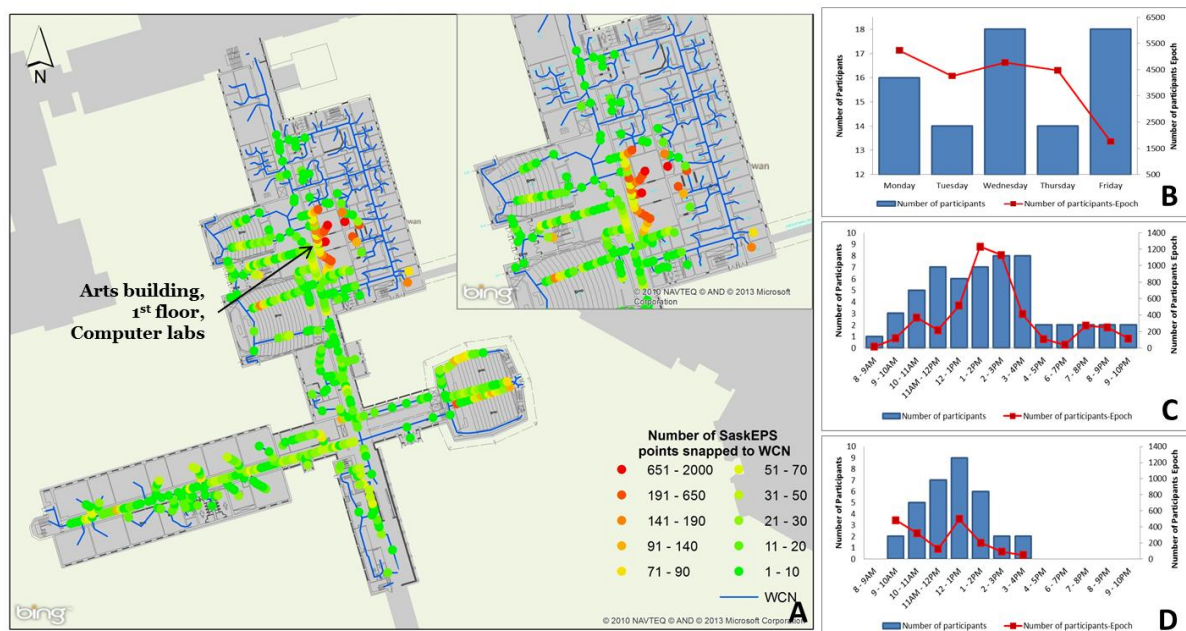 N
wan
wan
Arts building,
1st floor,
Computer labs
bing
© 2010 NAVTEQ © AND © 2013 Microsoft
Corporation
Number of SaskEPS
points snapped to WCN
651 - 2000
51 - 70
191 - 650
31 - 50
141 - 190
21 - 30
91 - 140
11 - 20
71 - 90
1 - 10
WCN
A
bing
© 2010 NAVTEQ © AND © 2013 Microsoft Corporation
Number of Participants
18
17
16
15
14
13
12
6500
5500
4500
3500
2500
1500
500
Number of participants Epoch
Monday
Tuesday
Wednesday
Thursday
Friday
Number of participants
Number of participants-Epoch
B
Number of Participants
10
9
8
7
6
5
4
3
2
1
0
1400
1200
1000
800
600
400
200
0
Number of participants Epoch
8 - 9AM
9 - 10AM
10 - 11AM
11AM - 12PM
12 - 1PM
1 - 2PM
2 - 3PM
3 - 4PM
4 - 5PM
6 - 7PM
7 - 8PM
8 - 9PM
9 - 10PM
Number of participants
Number of participants-Epoch
C
Number of Participants
10
9
8
7
6
5
4
3
2
1
0
1400
1200
1000
800
600
400
200
0
Number of participants Epoch
8 - 9AM
9 - 10AM
10 - 11AM
11AM - 12PM
12 - 1PM
1 - 2PM
2 - 3PM
3 - 4PM
4 - 5PM
6 - 7PM
7 - 8PM
8 - 9PM
9 - 10PM
Number of participants
Number of participants-Epoch
D